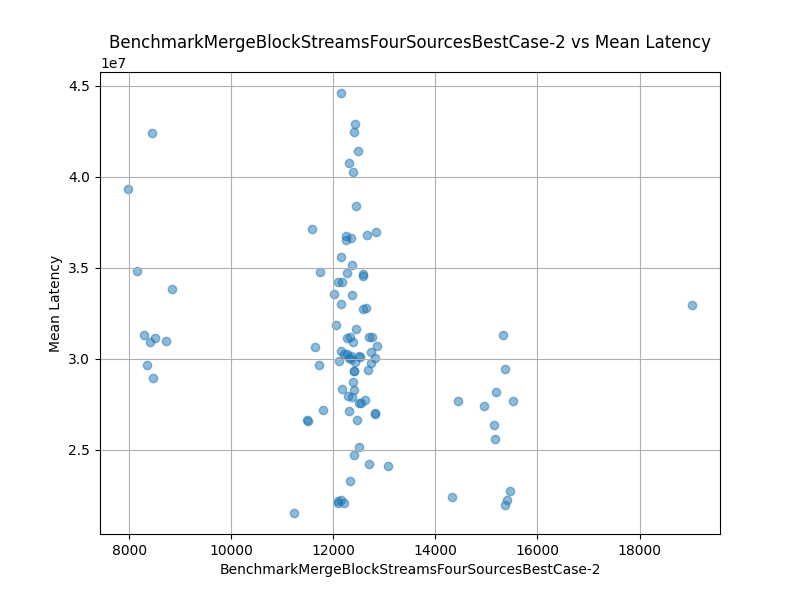 BenchmarkMergeBlockStreamsFourSourcesBestCase-2 vs Mean Latency
1e7
4.5
4.0
3.5
3.0
2.5
Mean Latency
8000 10000 12000 14000 16000 18000
BenchmarkMergeBlockStreamsFourSourcesBestCase-2